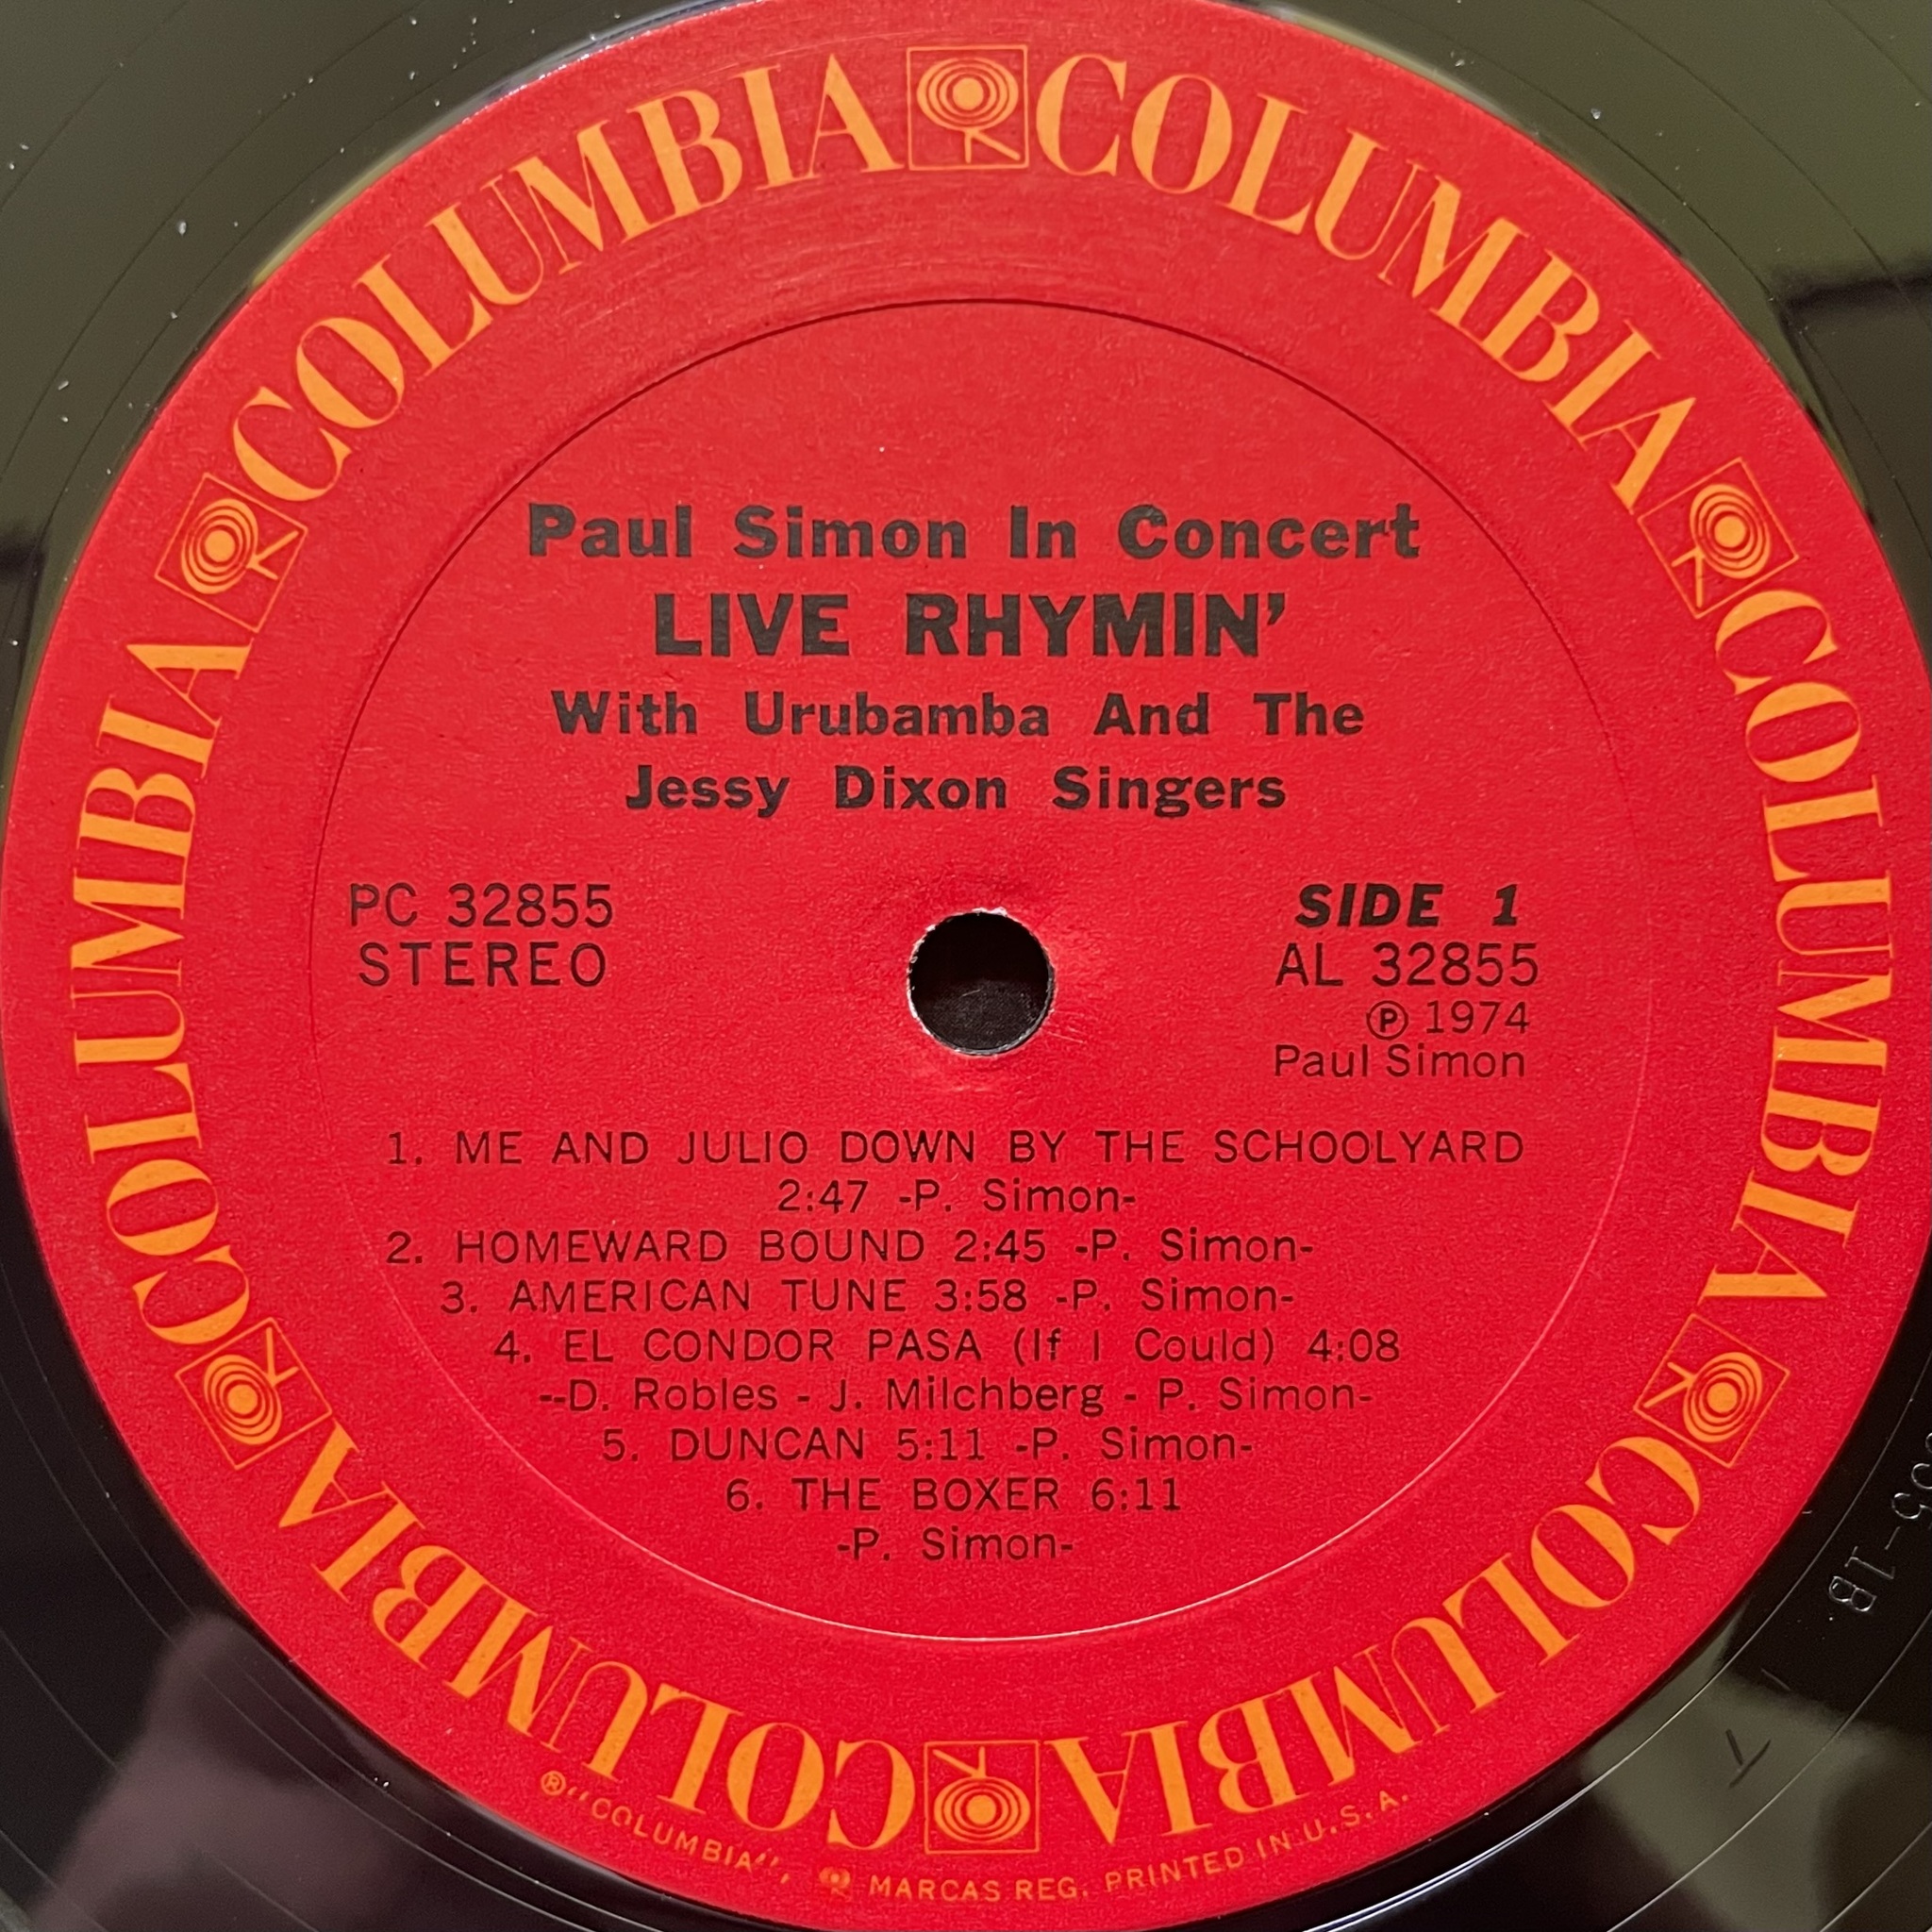 COLUMBIA COLUMBIA COLUMBIA COLUMBIA COLUMBIA COLUMBIA
Paul Simon In Concert
LIVE RHYMIN’
With Urubamba And The
Jessy Dixon Singers
PC 32855
STEREO
SIDE 1
AL 32855
Ⓟ 1974
Paul Simon
1. ME AND JULIO DOWN BY THE SCHOOLYARD
2:47 -P. Simon-
2. HOMEWARD BOUND 2:45 -P. Simon-
3. AMERICAN TUNE 3:58 -P. Simon-
4. EL CONDOR PASA (If I Could) 4:08
--D. Robles - J. Milchberg - P. Simon-
5. DUNCAN 5:11 -P. Simon-
6. THE BOXER 6:11
-P. Simon-
®"COLUMBIA", MARCAS REG. PRINTED IN U.S.A.